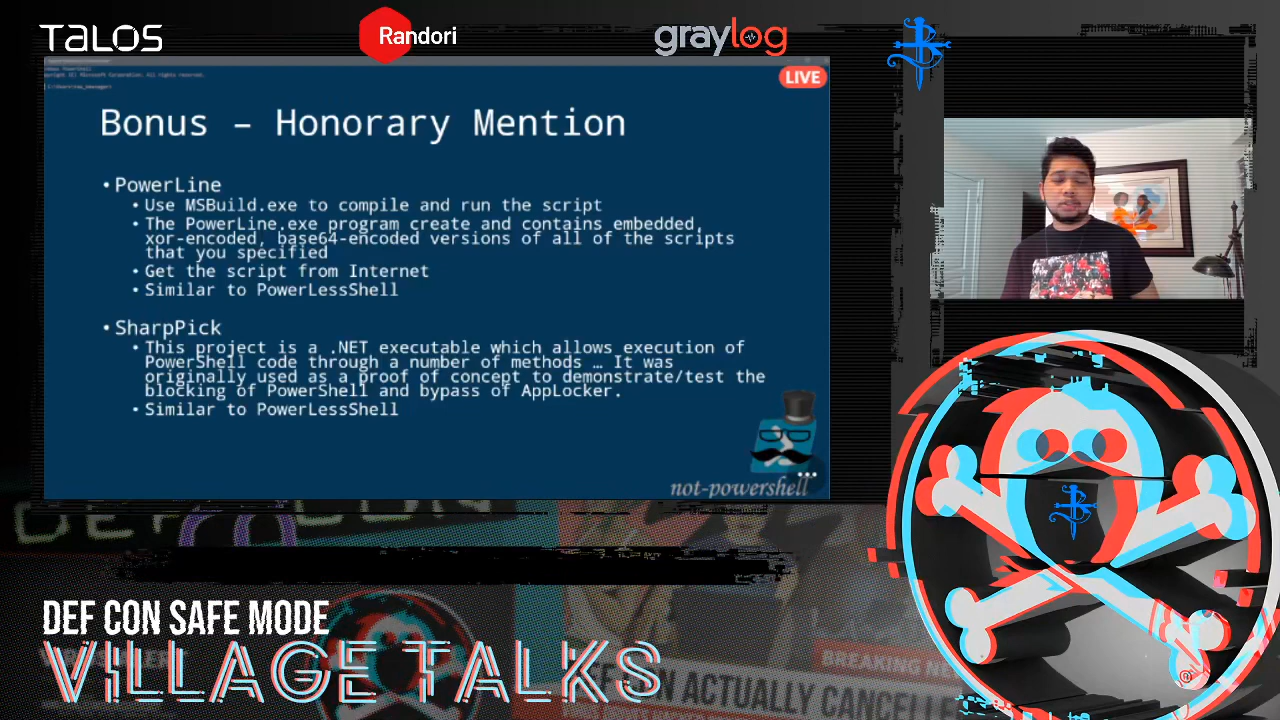 TALOS
Randori
graylog
LIVE
Bonus – Honorary Mention
• PowerLine
• Use MSBuild.exe to compile and run the script
• The PowerLine.exe program create and contains embedded,
xor-encoded, base64-encoded versions of all of the scripts
that you specified
• Get the script from Internet
• Similar to PowerLessShell
• SharpPick
• This project is a .NET executable which allows execution of
PowerShell code through a number of methods … It was
originally used as a proof of concept to demonstrate/test the
blocking of PowerShell and bypass of AppLocker.
• Similar to PowerLessShell
not-powershell
DEF CON
DEF CON SAFE MODE
VILLAGE TALKS
BREAKING NE
DEF CON ACTUALLY CANCELLE